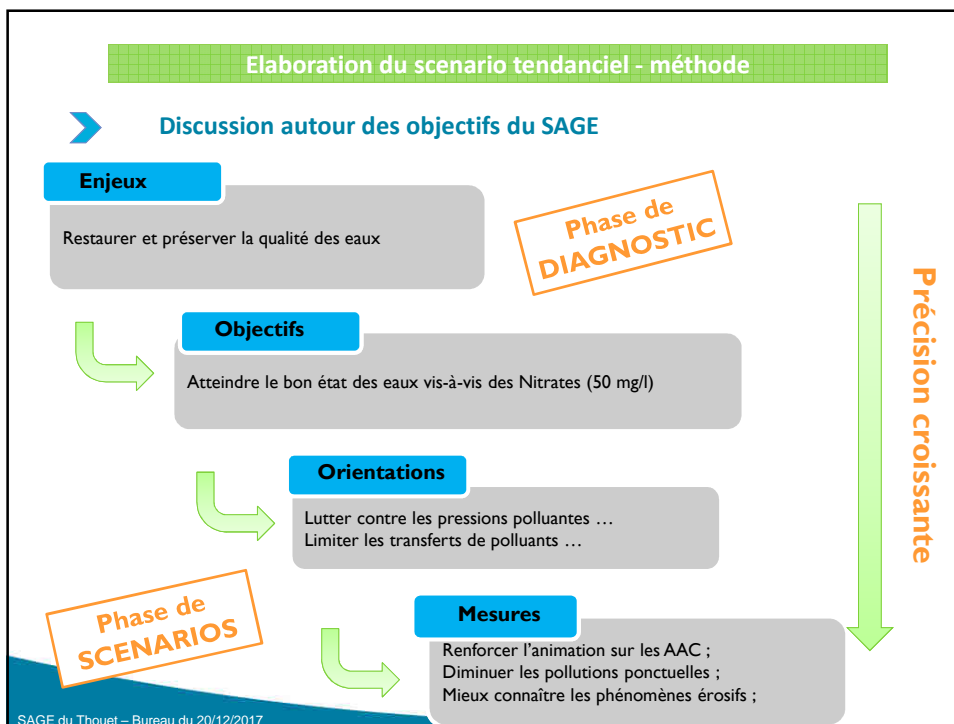 Elaboration du scenario tendanciel - méthode
Discussion autour des objectifs du SAGE
Enjeux
Restaurer et préserver la qualité des eaux
Phase de
DIAGNOSTIC
Objectifs
Atteindre le bon état des eaux vis-à-vis des Nitrates (50 mg/l)
Orientations
Lutter contre les pressions polluantes …
Limiter les transferts de polluants …
Précision croissante
Phase de
SCENARIOS
Mesures
Renforcer l’animation sur les AAC ;
Diminuer les pollutions ponctuelles ;
Mieux connaître les phénomènes érosifs ;
SAGE du Thouet – Bureau du 20/12/2017